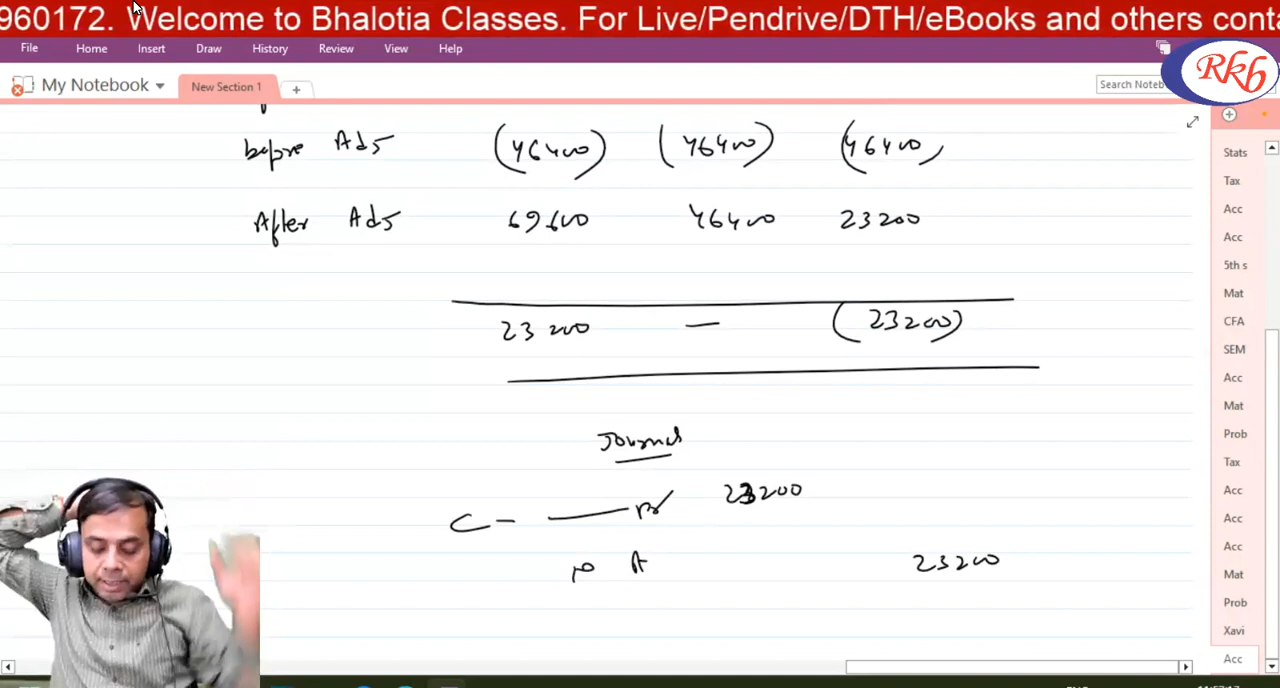 960172. Welcome to Bhalotia Classes. For Live/Pendrive/DTH/eBooks and others conta
File Home Insert Draw History Review View Help
Rkb
My Notebook New Section 1 + Search Noteb
before Adj (46400) (46400) (46400)
After Adj 69600 46400 23200
23200 — (23200)
Journal
C - Dr 23200
To A 23200
Stats
Tax
Acc
Acc
5th s
Mat
CFA
SEM
Acc
Mat
Prob
Tax
Acc
Acc
Acc
Mat
Prob
Xavi
Acc